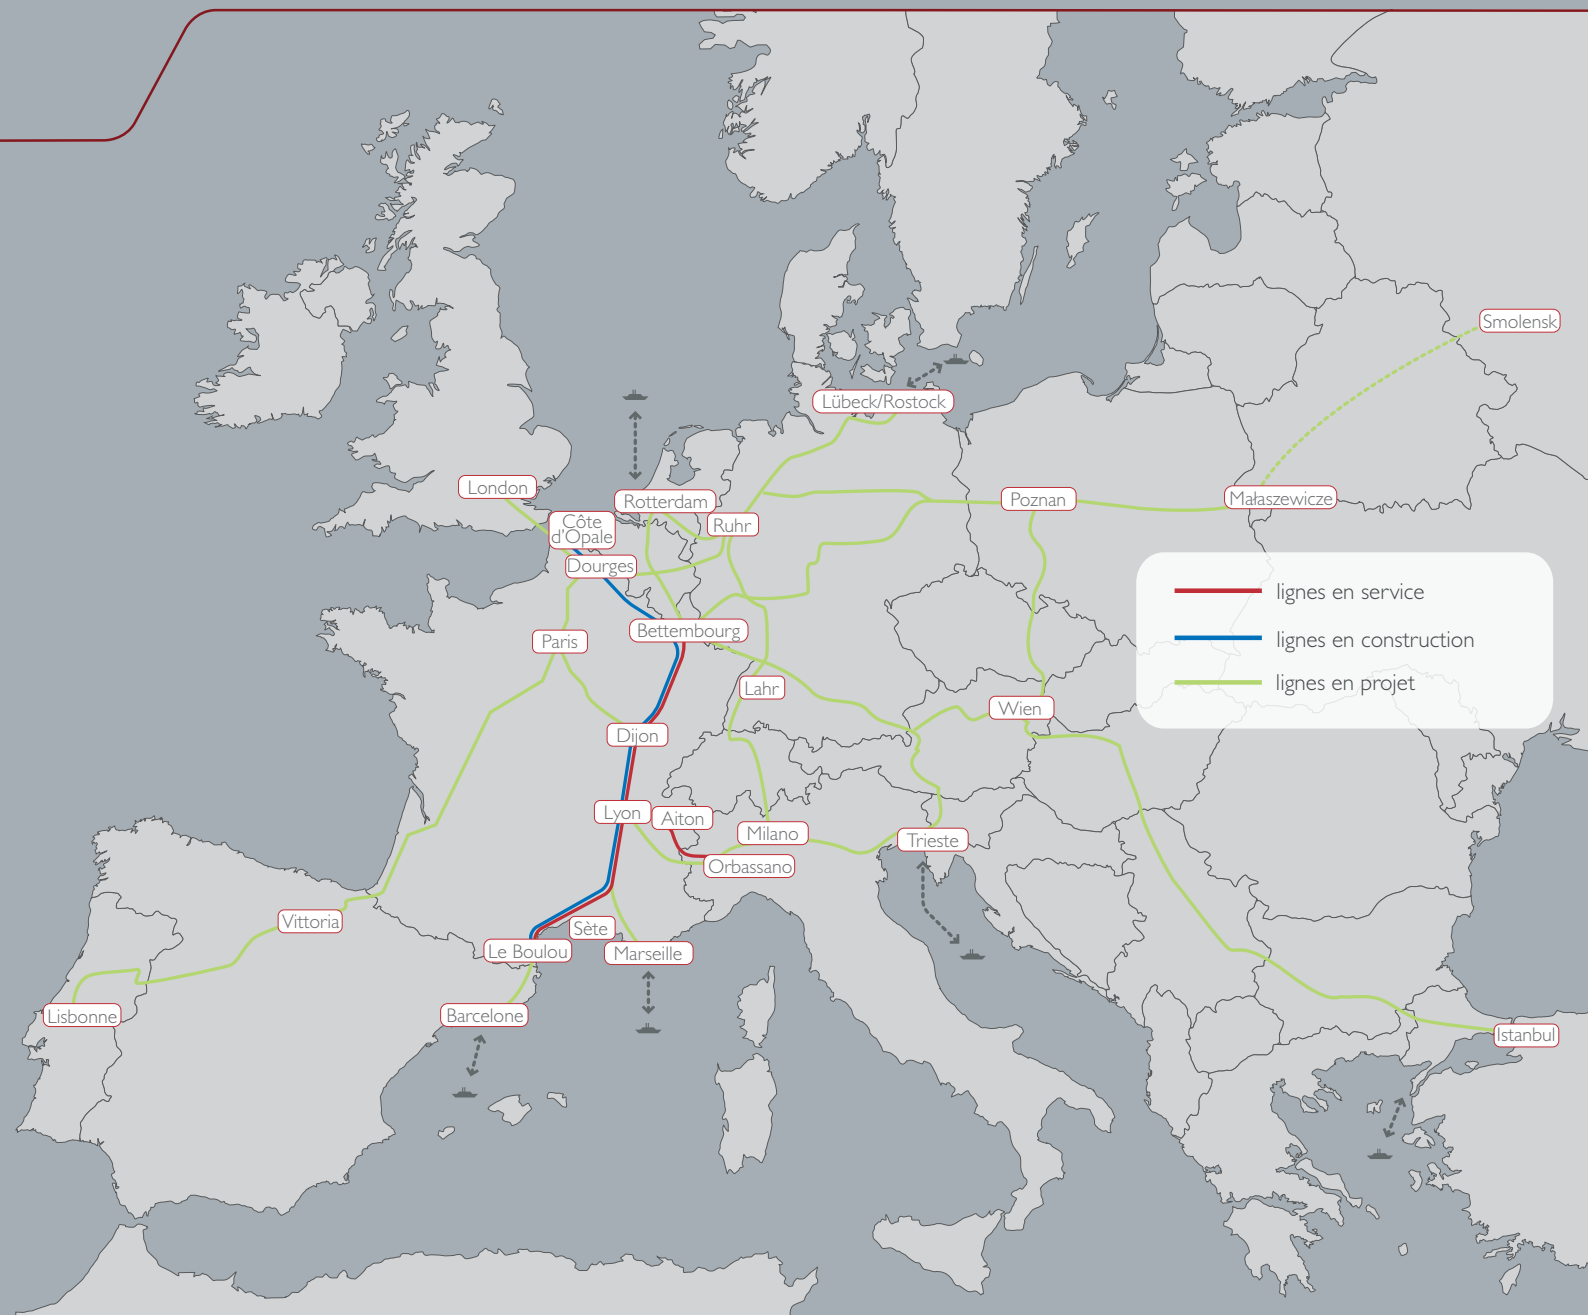 Smolensk
Lübeck/Rostock
London
Rotterdam
Poznan
Małaszewicze
Côte
d'Opale
Ruhr
Dourges
lignes en service
Bettembourg
Paris
lignes en construction
Lahr
lignes en projet
Wien
Dijon
Lyon
Aiton
Milano
Trieste
Orbassano
Vittoria
Sète
Le Boulou
Marseille
Lisbonne
Barcelone
Istanbul